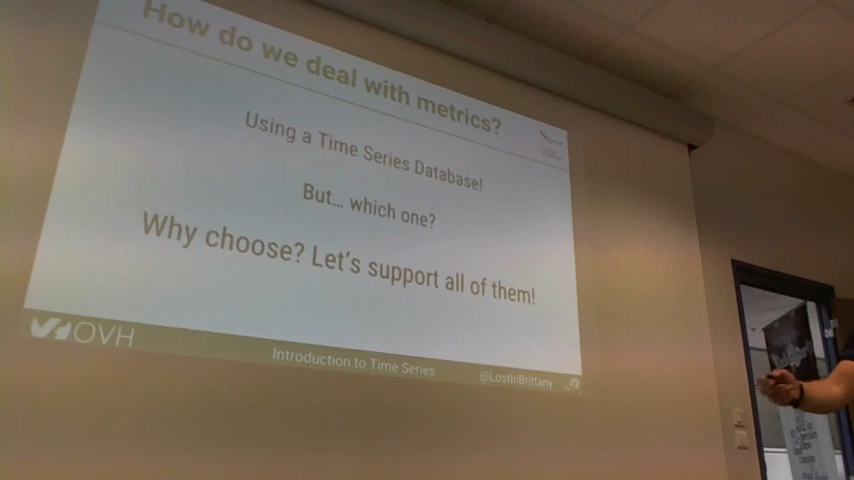 How do we deal with metrics?
Using a Time Series Database!
But... which one?
Why choose? Let's support all of them!
OVH
Introduction to Time Series
@LostInBrittany